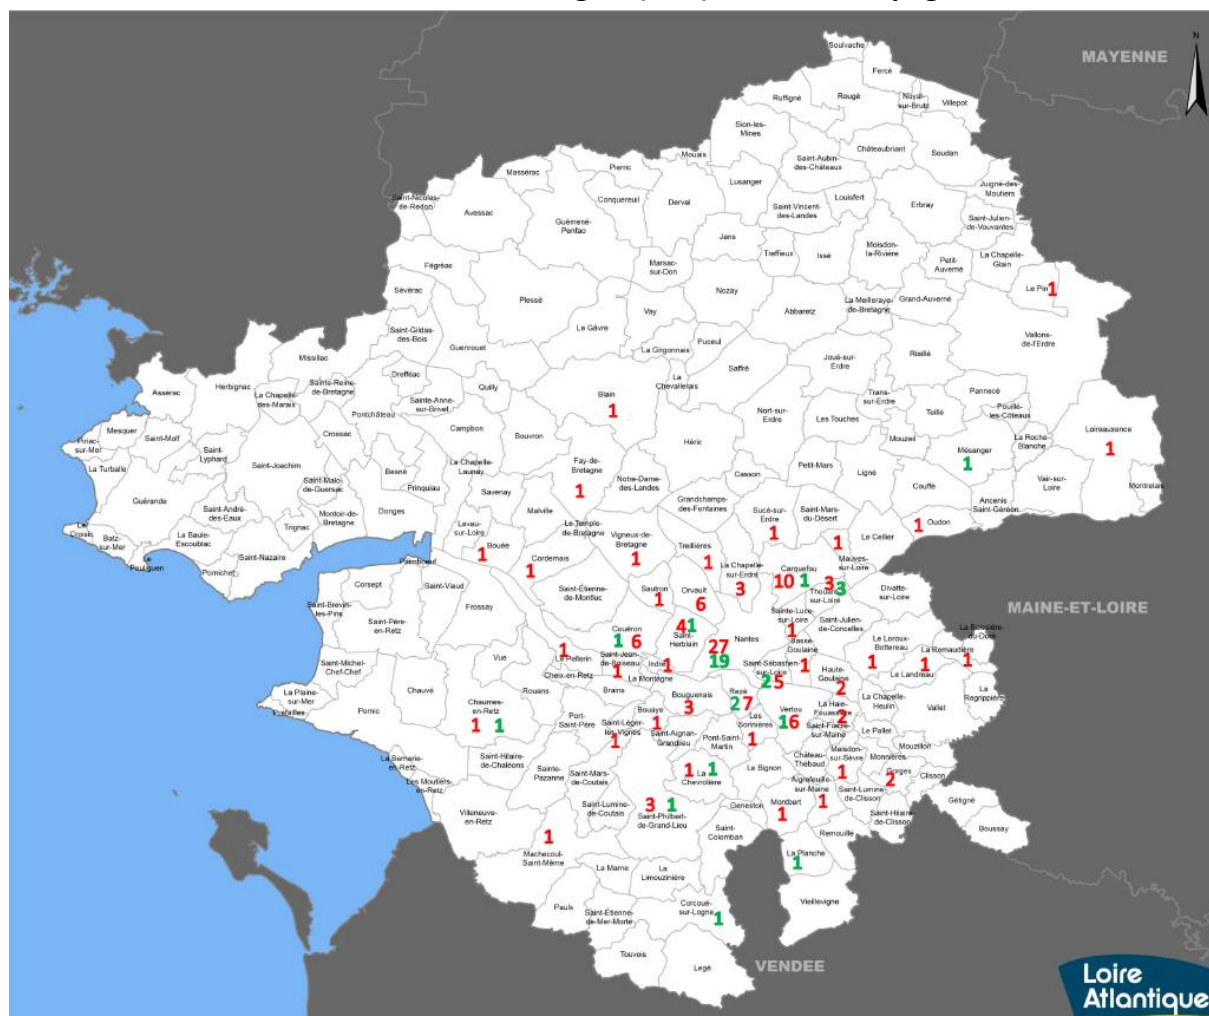 MAYENNE
N
Soulvache
Fercé
Rougé
Ruffigné
Noyal-
sur-Brutz
Villepot
Sion-les-
Mines
Châteaubriant
Soudan
Mouais
Saint-Aubin-
des-Châteaux
Pierric
Massérac
Lusanger
Juigné-des-
Moutiers
Saint-Nicolas-
de-Redon
Avessac
Conquereuil
Derval
Saint-Vincent-
des-Landes
Louisfert
Erbray
Guémené-
Penfao
Saint-Julien-
de-Vouvantes
Jans
Treffieux
Issé
Moisdon-
la-Rivière
Petit-
Auverné
La Chapelle-
Glain
Fégréac
Marsac-
sur-Don
Le Pin
1
Sévérac
Plessé
Nozay
Abbaretz
La Meilleraye-
de-Bretagne
Grand-Auverné
Vay
Le Gâvre
Saint-Gildas-
des-Bois
Vallons-
de-l'Erdre
Guenrouet
La Grigonnais
Puceul
Riaillé
Missillac
Joué-sur-
Erdre
Saffré
Drefféac
La
Chevallerais
Quilly
Sainte-Reine-
de-Bretagne
Herbignac
Assérac
La Chapelle-
des-Marais
Blain
1
Trans-
sur-Erdre
Pannecé
Sainte-Anne-
sur-Brivet
Pontchâteau
Nort-sur-
Erdre
Les Touches
Teillé
Pouillé-
les-Côteaux
Mesquer
Piriac-
sur-Mer
Saint-Molf
Crossac
Campbon
Bouvron
Héric
Mouzeil
Mésanger
1
La Roche-
Blanche
Loireauxence
1
Saint-
Lyphard
La Turballe
Saint-Joachim
Besné
La Chapelle-
Launay
Fay-de-
Bretagne
1
Petit-Mars
Ligné
Casson
Notre-Dame-
des-Landes
Saint-Malo-
de-Guersac
Prinquiau
Savenay
Couffé
Vair-sur-
Loire
Montrelais
Guérande
Saint-André-
des-Eaux
Montoir-de-
Bretagne
Donges
Malville
Grandchamps-
des-Fontaines
Sucé-sur-
Erdre
1
Saint-Mars-
du-Désert
1
Ancenis
Saint-Géréon
Trignac
Lavau-
sur-Loire
Le Temple-
de-Bretagne
Oudon
1
Le
Croisic
Batz-
sur-Mer
La Baule-
Escoublac
Saint-Nazaire
Vigneux-de-
Bretagne
1
Treillières
1
Le Cellier
Bouée
1
Cordemais
1
Le
Pouliguen
Pornichet
Paimboeuf
Mauves-
sur-Loire
La Chapelle-
sur-Erdre
3
Carquefou
10
1
3
3
Thouaré-
sur-Loire
Divatte-
sur-Loire
Corsept
Saint-Viaud
Saint-Étienne-
de-Montluc
Sautron
1
Orvault
6
Frossay
Saint-Brevin-
les-Pins
Sainte-Luce-
sur-Loire
1
MAINE-ET-LOIRE
Saint-Père-
en-Retz
Couëron
1
6
4
1
Saint-
Herblain
Nantes
27
19
Basse-
Goulaine
1
Saint-Julien-
de-Concelles
Le Loroux-
Bottereau
1
La Boissière-
du-Doré
La Remaudière
1
1
Le Landreau
Vue
1
Le Pellerin
Saint-Jean-
de-Boiseau
1
Indre
1
Saint-Sébastien-
sur-Loire
2
5
Haute-
Goulaine
2
Saint-Michel-
Chef-Chef
Cheix-en-Retz
La Montagne
La
Regrippière
La Plaine-
sur-Mer
Chauvé
Rouans
Brains
Bouguenais
3
Rezé
2
7
La Chapelle-
Heulin
Préfailles
Pornic
Chaumes-
en-Retz
1
1
Vertou
1
6
La Haie-
Fouassière
2
Vallet
Port-
Saint-Père
Bouaye
1
Saint-Léger-
les-Vignes
1
Les
Sorinières
1
Saint-Fiacre-
sur-Maine
Le Pallet
Saint-Aignan-
Grandlieu
Pont-Saint-
Martin
La Bernerie-
en-Retz
Saint-Hilaire-
de-Chaléons
Château-
Thébaud
Maisdon-
sur-Sèvre
1
Mouzillon
Monnières
Gorges
2
Clisson
Les Moutiers-
en-Retz
Sainte-
Pazanne
Saint-Mars-
de-Coutais
1
La
Chevrolière
1
Le Bignon
Aigrefeuille-
sur-Maine
1
Saint-Lumine-
de-Clisson
Gétigné
Villeneuve-
en-Retz
Saint-Lumine-
de-Coutais
3
1
Saint-Philbert-
de-Grand-Lieu
Geneston
Montbert
1
Saint-Hilaire-
de-Clisson
Boussay
1
Machecoul-
Saint-Même
Saint-
Colomban
Remouillé
La Planche
1
La Marne
La
Limouzinière
Paulx
Saint-Étienne-
de-Mer-Morte
Corcoué-
sur-Logne
1
Vieillevigne
Touvois
Legé
VENDEE
Loire
Atlantique